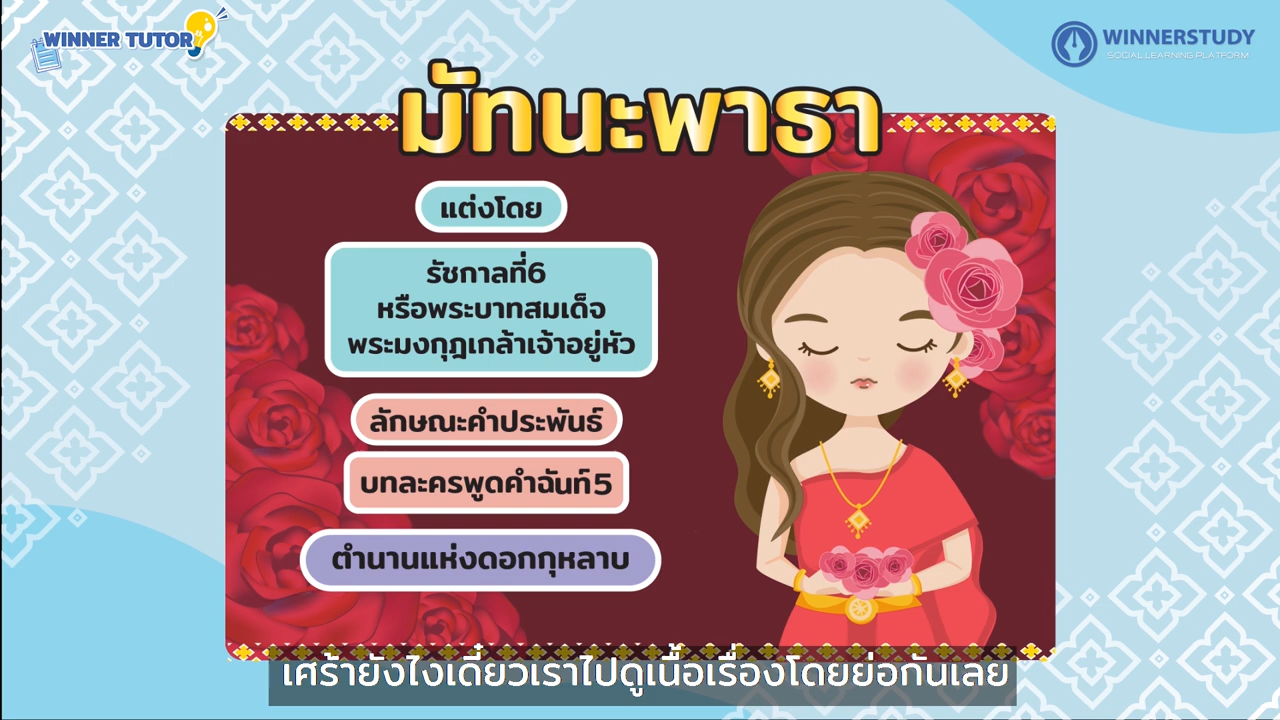 WINNER TUTOR
WINNERSTUDY
SOCIAL LEARNING PLATFORM
มัทนะพาธา
แต่งโดย
รัชกาลที่6
หรือพระบาทสมเด็จ
พระมงกุฎเกล้าเจ้าอยู่หัว
ลักษณะคำประพันธ์
บทละครพูดคำฉันท์5
ตำนานแห่งดอกกุหลาบ
เศร้ายังไงเดี๋ยวเราไปดูเนื้อเรื่องโดยย่อกันเลย